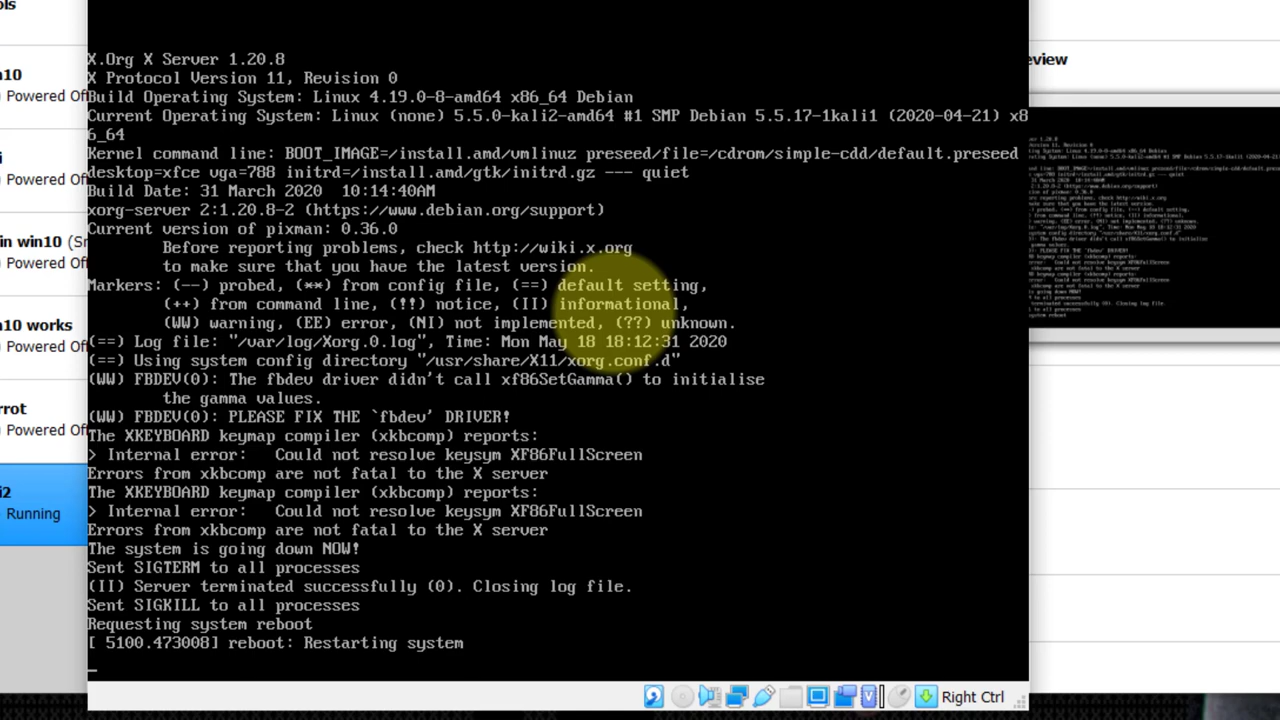 ols
X.Org X Server 1.20.8
eview
n10
X Protocol Version 11, Revision 0
Powered Off
Build Operating System: Linux 4.19.0-8-amd64 x86_64 Debian
Current Operating System: Linux (none) 5.5.0-kali2-amd64 #1 SMP Debian 5.5.17-1kali1 (2020-04-21) x8
6_64
i
Kernel command line: BOOT_IMAGE=/install.amd/vmlinuz preseed/file=/cdrom/simple-cdd/default.preseed
desktop=xfce vga=788 initrd=/install.amd/gtk/initrd.gz --- quiet
Powered Off
Build Date: 31 March 2020  10:14:40AM
xorg-server 2:1.20.8-2 (https://www.debian.org/support)
Current version of pixman: 0.36.0
in win10 (Sn
Before reporting problems, check http://wiki.x.org
to make sure that you have the latest version.
Markers: (--) probed, (**) from config file, (==) default setting,
(++) from command line, (!!) notice, (II) informational,
n10 works
(WW) warning, (EE) error, (NI) not implemented, (??) unknown.
(==) Log file: "/var/log/Xorg.0.log", Time: Mon May 18 18:12:31 2020
(==) Using system config directory "/usr/share/X11/xorg.conf.d"
(WW) FBDEV(0): The fbdev driver didn't call xf86SetGamma() to initialise
the gamma values.
rrot
(WW) FBDEV(0): PLEASE FIX THE `fbdev' DRIVER!
Powered Off
The XKEYBOARD keymap compiler (xkbcomp) reports:
> Internal error:   Could not resolve keysym XF86FullScreen
Errors from xkbcomp are not fatal to the X server
i2
The XKEYBOARD keymap compiler (xkbcomp) reports:
Running
> Internal error:   Could not resolve keysym XF86FullScreen
Errors from xkbcomp are not fatal to the X server
The system is going down NOW!
Sent SIGTERM to all processes
(II) Server terminated successfully (0). Closing log file.
Sent SIGKILL to all processes
Requesting system reboot
[ 5100.473008] reboot: Restarting system
Right Ctrl